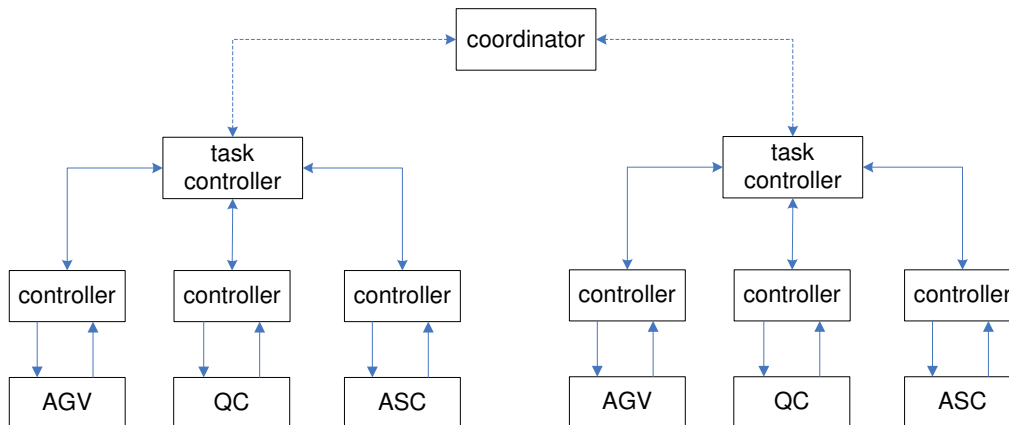 coordinator
task
controller
task
controller
controller
controller
controller
controller
controller
controller
AGV
QC
ASC
AGV
QC
ASC